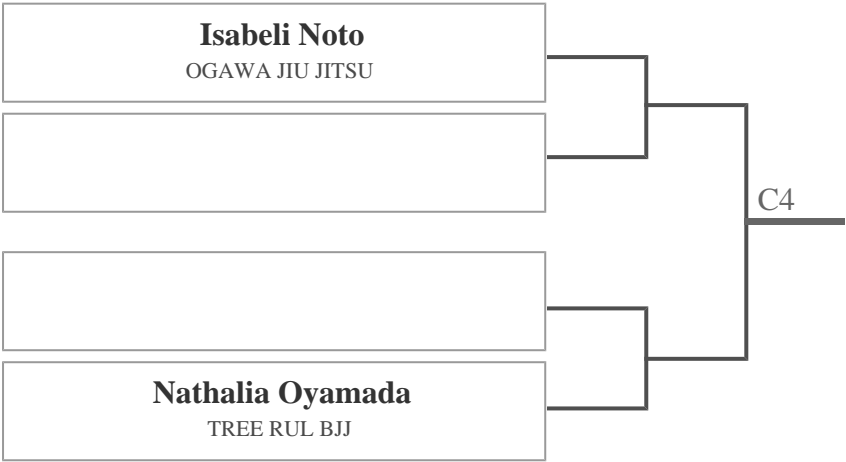 Isabeli Noto
OGAWA JIU JITSU
C4
Nathalia Oyamada
TREE RUL BJJ